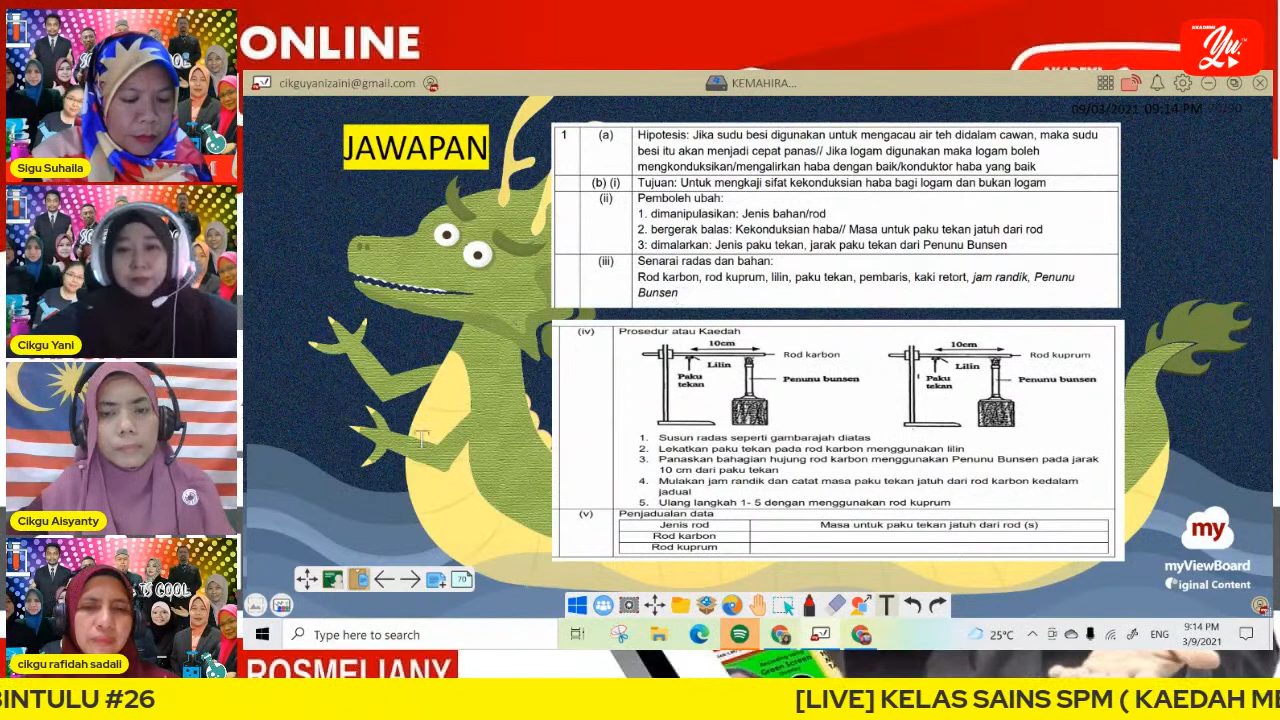 ONLINE
AKADEMI
Yu
cikguyanizaini@gmail.com
KEMAHIRA...
09/03/2021 09:14 PM
JAWAPAN
1 (a) Hipotesis: Jika sudu besi digunakan untuk mengacau air teh didalam cawan, maka sudu
besi itu akan menjadi cepat panas// Jika logam digunakan maka logam boleh
mengkonduksikan/mengalirkan haba dengan baik/konduktor haba yang baik
(b) (i) Tujuan: Untuk mengkaji sifat kekonduksian haba bagi logam dan bukan logam
(ii) Pemboleh ubah:
1. dimanipulasikan: Jenis bahan/rod
2. bergerak balas: Kekonduksian haba// Masa untuk paku tekan jatuh dari rod
3: dimalarkan: Jenis paku tekan, jarak paku tekan dari Penunu Bunsen
(iii) Senarai radas dan bahan:
Rod karbon, rod kuprum, lilin, paku tekan, pembaris, kaki retort, jam randik, Penunu
Bunsen
(iv) Prosedur atau Kaedah
10cm
Rod karbon
Lilin
Paku
tekan
Penunu bunsen
10cm
Rod kuprum
Lilin
Paku
tekan
Penunu bunsen
1. Susun radas seperti gambarajah diatas
2. Lekatkan paku tekan pada rod karbon menggunakan lilin
3. Panaskan bahagian hujung rod karbon menggunakan Penunu Bunsen pada jarak
10 cm dari paku tekan
4. Mulakan jam randik dan catat masa paku tekan jatuh dari rod karbon kedalam
jadual
5. Ulang langkah 1- 5 dengan menggunakan rod kuprum
(v) Penjadualan data
Jenis rod Masa untuk paku tekan jatuh dari rod (s)
Rod karbon
Rod kuprum
my
myViewBoard
riginal Content
70
Type here to search
25°C
ENG
9:14 PM
3/9/2021
Sigu Suhaila
Cikgu Yani
Cikgu Aisyanty
IS COOL
cikgu rafidah sadali
ROSMELIANY
Green Screen
BINTULU #26
[LIVE] KELAS SAINS SPM ( KAEDAH ME